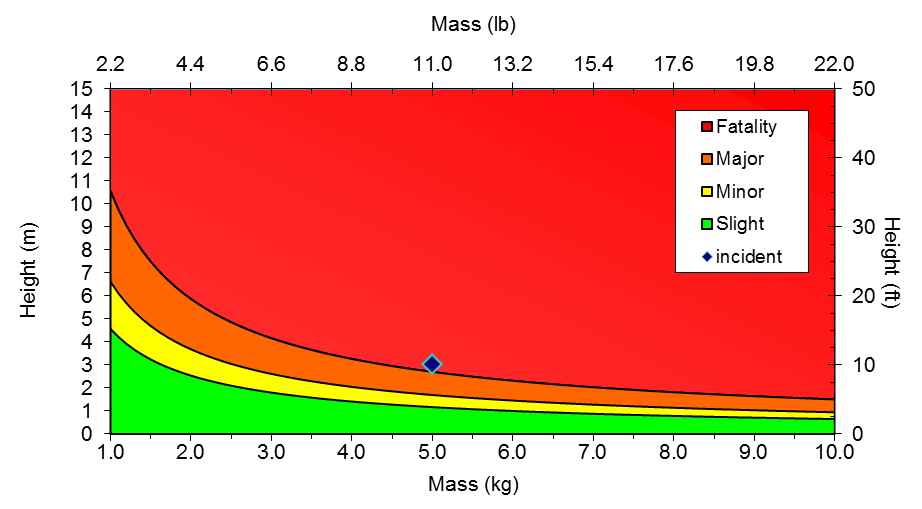 Mass (lb)
2.2 4.4 6.6 8.8 11.0 13.2 15.4 17.6 19.8 22.0
15 50
14
13
12 40
11
10
9 30
8
7
6 20
5
4
3 10
2
1
0 0
Height (m)
Height (ft)
Fatality
Major
Minor
Slight
incident
1.0 2.0 3.0 4.0 5.0 6.0 7.0 8.0 9.0 10.0
Mass (kg)